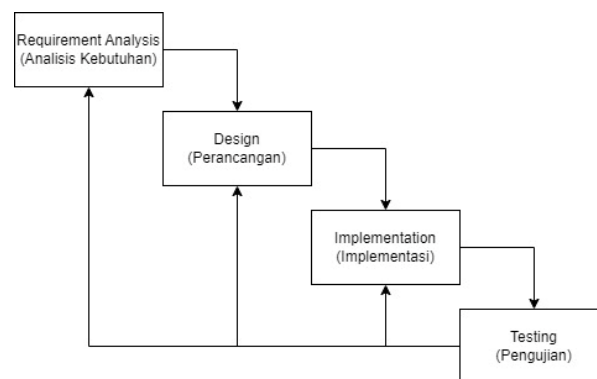 Requirement Analysis
(Analisis Kebutuhan)
Design
(Perancangan)
Implementation
(Implementasi)
Testing
(Pengujian)